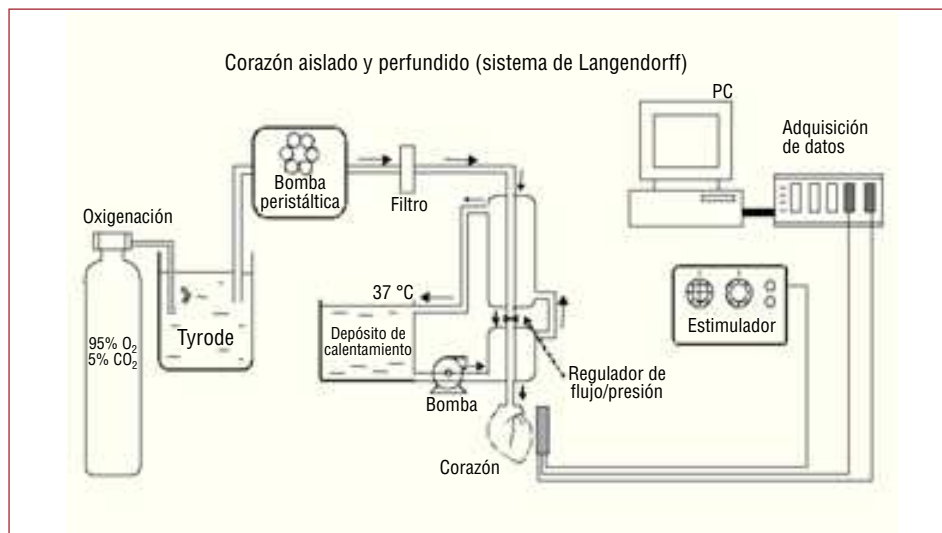 Corazón aislado y perfundido (sistema de Langendorff)
PC
Adquisición
de datos
Bomba
peristáltica
Filtro
Oxigenación
37 °C
Estimulador
Tyrode
Depósito de
calentamiento
95% O₂
5% CO₂
Regulador de
flujo/presión
Bomba
Corazón